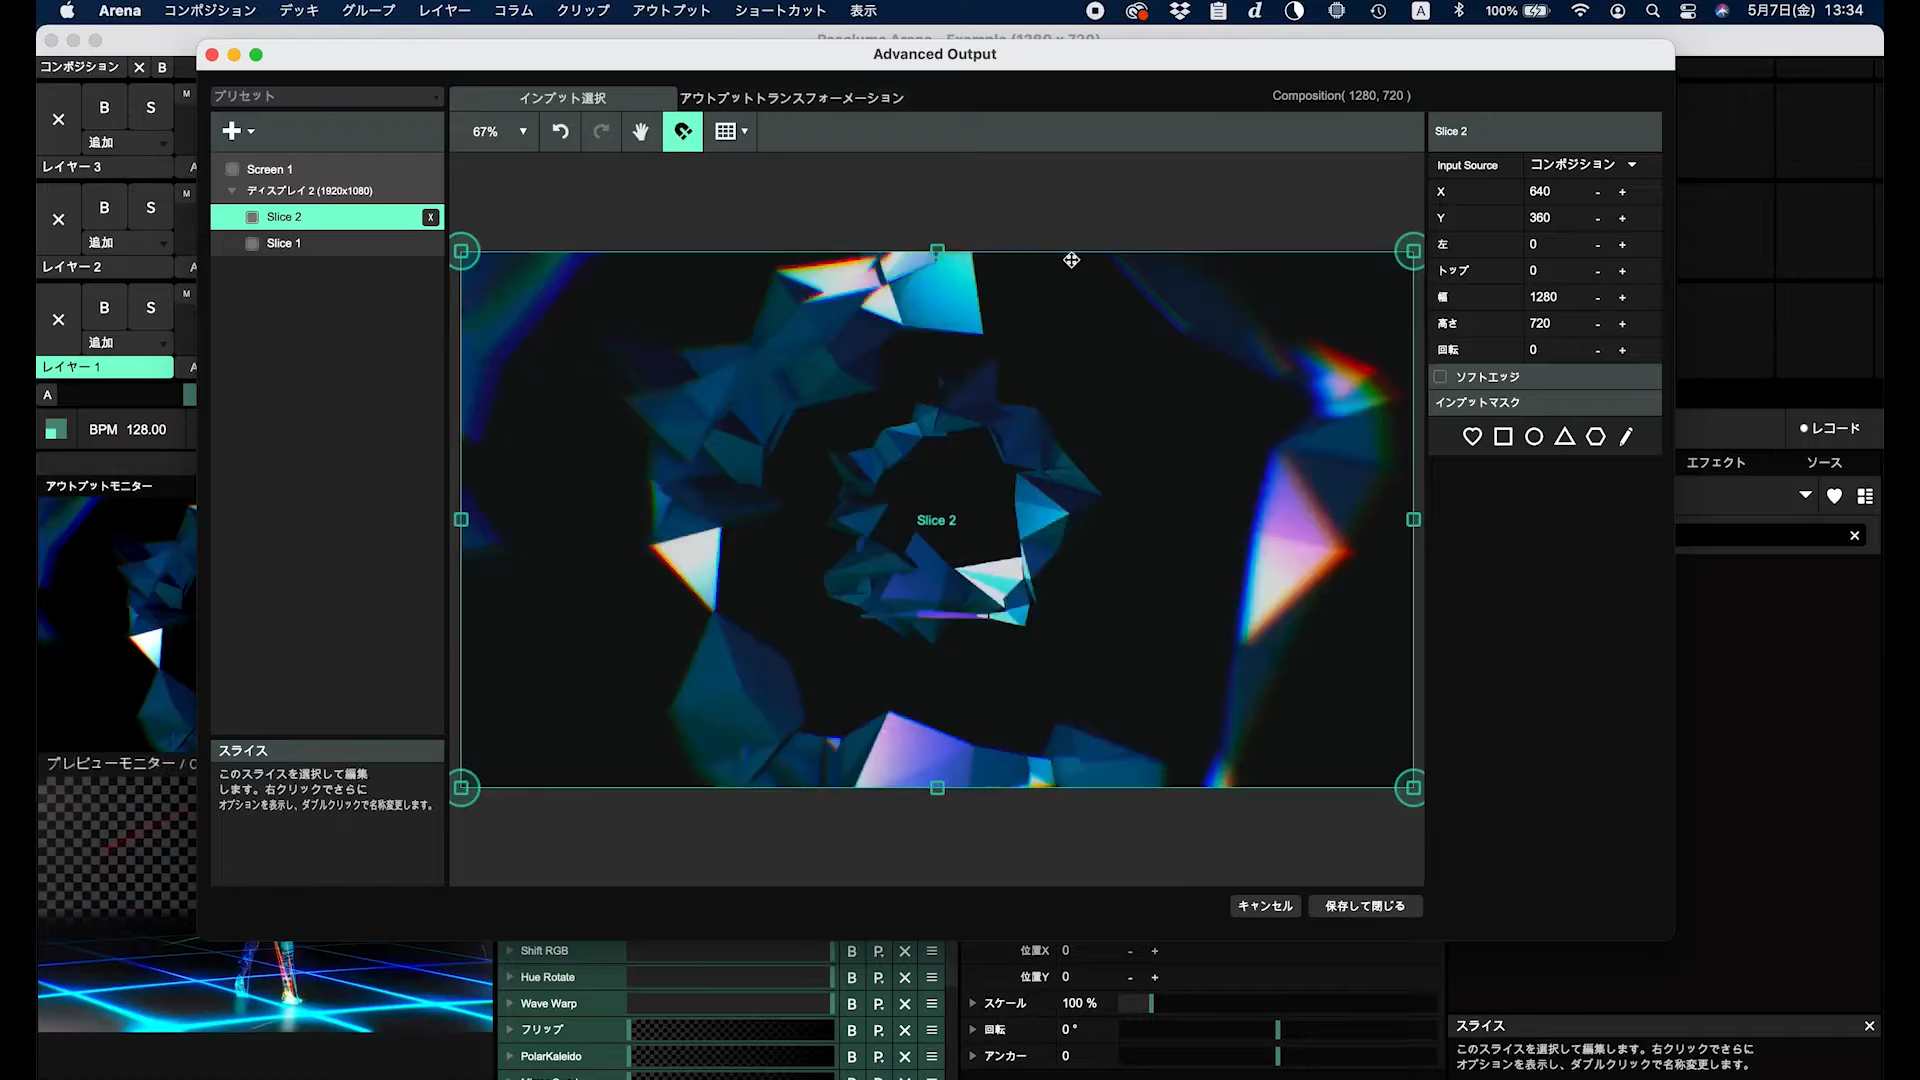 Arena コンポジション デッキ グループ レイヤー コラム クリップ アウトプット ショートカット 表示 100% 5月7日(金) 13:34
Resolume Arena - Example (1280 x 720)
Advanced Output
コンポジション X B
プリセット
インプット選択
アウトプットトランスフォーメーション
Composition( 1280, 720 )
B S M
追加
レイヤー 3 A
B S M
追加
レイヤー 2 A
B S M
追加
レイヤー 1 A
A
BPM 128.00
アウトプットモニター
67%
Screen 1
ディスプレイ 2 (1920x1080)
Slice 2 X
Slice 1
Slice 2
Slice 2
Input Source コンポジション
X 640 - +
Y 360 - +
左 0 - +
トップ 0 - +
幅 1280 - +
高さ 720 - +
回転 0 - +
ソフトエッジ
インプットマスク
レコード
エフェクト ソース
スライス
このスライスを選択して編集
します。右クリックでさらに
オプションを表示し、ダブルクリックで名称変更します。
プレビューモニター / C
キャンセル 保存して閉じる
Shift RGB B P. X
Hue Rotate B P. X
Wave Warp B P. X
フリップ B P. X
PolarKaleido B P. X
位置X 0 - +
位置Y 0 - +
スケール 100 %
回転 0 °
アンカー 0
スライス
このスライスを選択して編集します。右クリックでさらに
オプションを表示し、ダブルクリックで名称変更します。